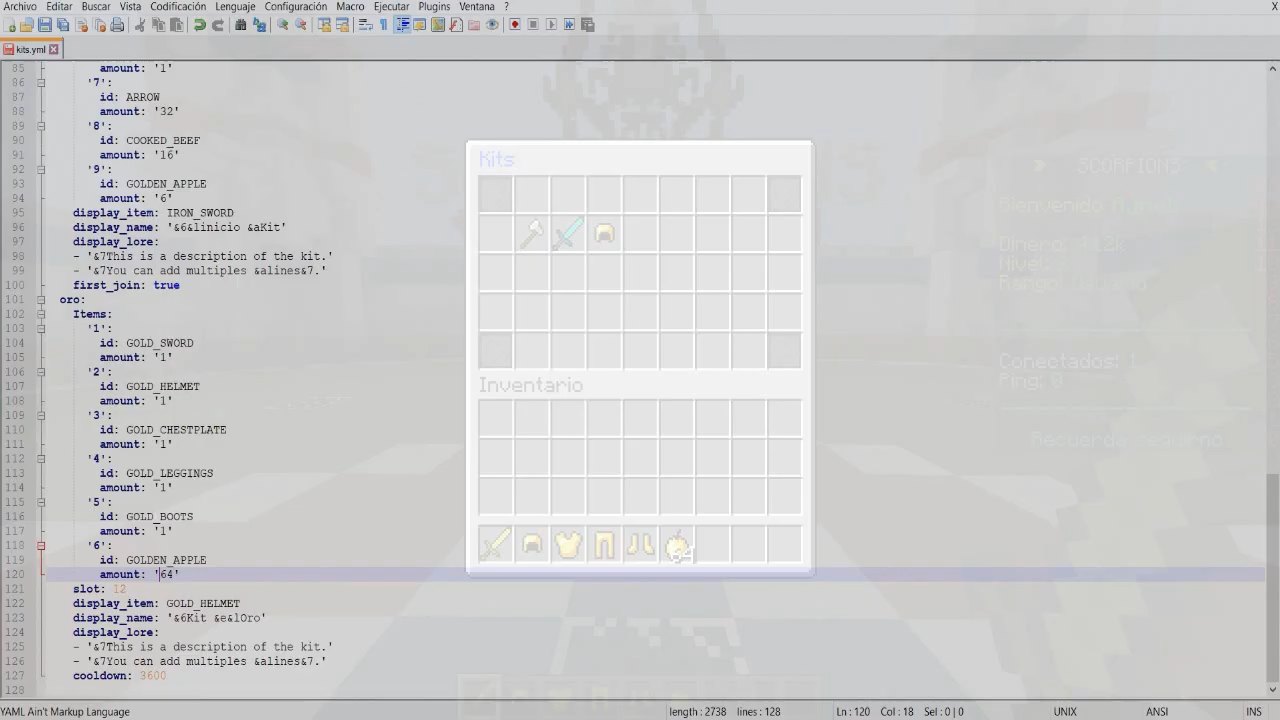 Archivo Editar Buscar Vista Codificación Lenguaje Configuración Macro Ejecutar Plugins Ventana ? X
kits.yml
85 amount: '1'
86 '7':
87 id: ARROW
88 amount: '32'
89 '8':
90 id: COOKED_BEEF
91 amount: '16'
92 '9':
93 id: GOLDEN_APPLE
94 amount: '6'
95 display_item: IRON_SWORD
96 display_name: '&6&linicio &aKit'
97 display_lore:
98 - '&7This is a description of the kit.'
99 - '&7You can add multiples &alines&7.'
100 first_join: true
101 oro:
102 Items:
103 '1':
104 id: GOLD_SWORD
105 amount: '1'
106 '2':
107 id: GOLD_HELMET
108 amount: '1'
109 '3':
110 id: GOLD_CHESTPLATE
111 amount: '1'
112 '4':
113 id: GOLD_LEGGINGS
114 amount: '1'
115 '5':
116 id: GOLD_BOOTS
117 amount: '1'
118 '6':
119 id: GOLDEN_APPLE
120 amount: '64'
121 slot: 12
122 display_item: GOLD_HELMET
123 display_name: '&6Kit &e&lOro'
124 display_lore:
125 - '&7This is a description of the kit.'
126 - '&7You can add multiples &alines&7.'
127 cooldown: 3600
128
Kits
Inventario
64
SCORPIONS
Bienvenido
Dinero:
Nivel:
Rango: usuario
Conectados: 1
Ping: 0
Recuerda seguirno
YAML Ain't Markup Language length : 2738 lines : 128 Ln : 120 Col : 18 Sel : 0 | 0 UNIX ANSI INS